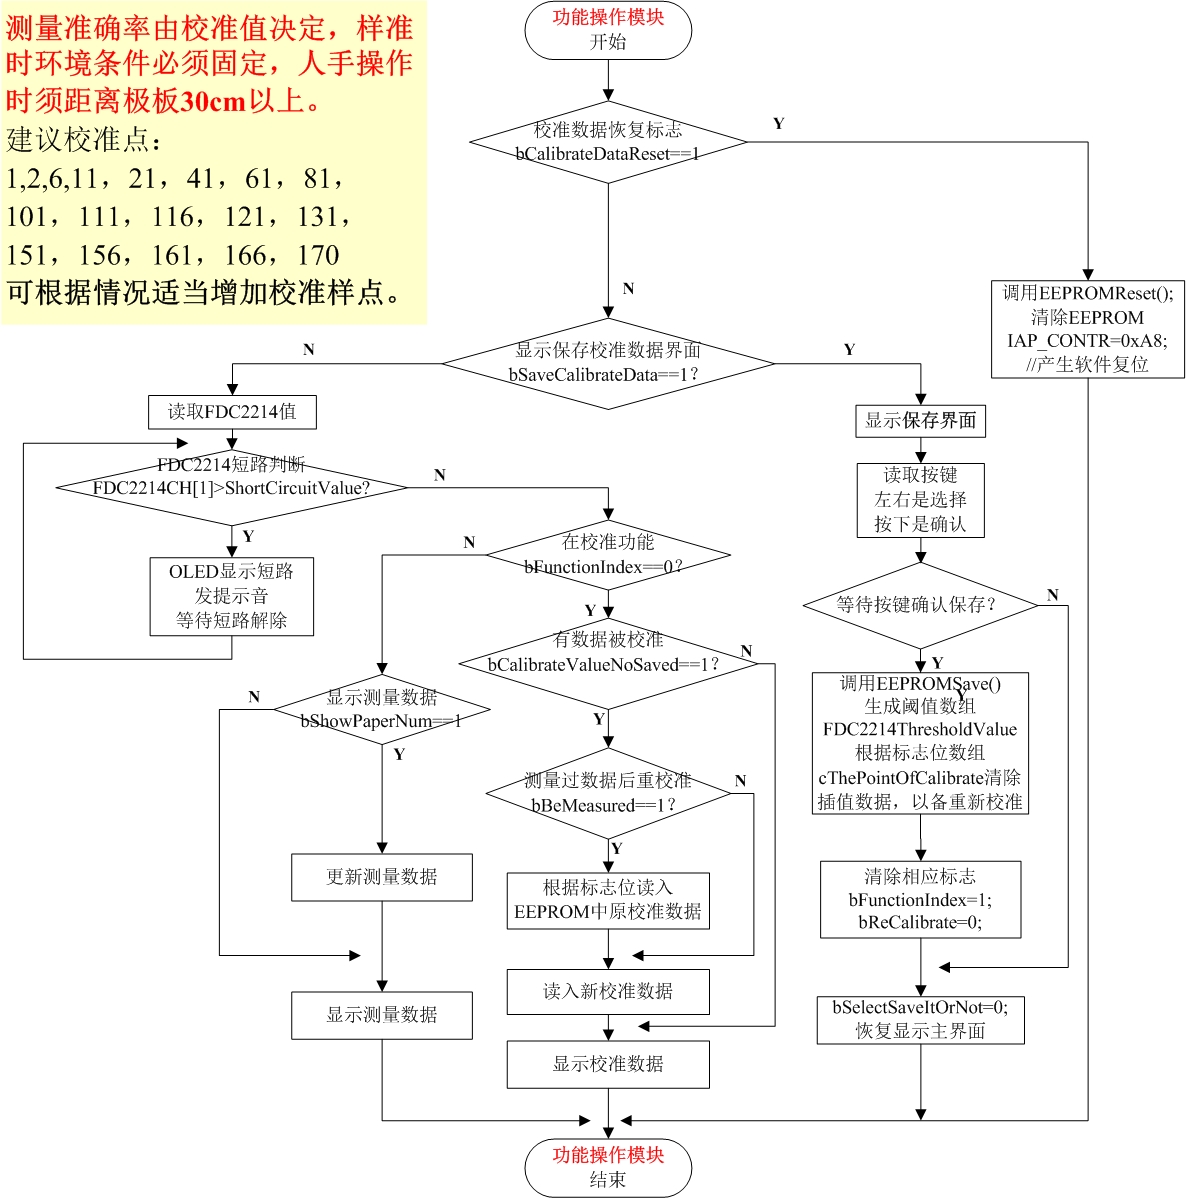 测量准确率由校准值决定，样准
时环境条件必须固定，人手操作
时须距离极板30cm以上。
建议校准点：
1,2,6,11，21，41，61，81，
101，111，116，121，131，
151，156，161，166，170
可根据情况适当增加校准样点。
功能操作模块
开始
校准数据恢复标志
bCalibrateDataReset==1
Y
N
调用EEPROMReset();
清除EEPROM
IAP_CONTR=0xA8;
//产生软件复位
显示保存校准数据界面
bSaveCalibrateData==1？
N
Y
读取FDC2214值
FDC2214短路判断
FDC2214CH[1]>ShortCircuitValue?
N
Y
OLED显示短路
发提示音
等待短路解除
在校准功能
bFunctionIndex==0？
N
Y
显示测量数据
bShowPaperNum==1
N
Y
更新测量数据
显示测量数据
有数据被校准
bCalibrateValueNoSaved==1？
N
Y
测量过数据后重校准
bBeMeasured==1？
N
Y
根据标志位读入
EEPROM中原校准数据
读入新校准数据
显示校准数据
显示保存界面
读取按键
左右是选择
按下是确认
等待按键确认保存？
N
Y
调用EEPROMSave()
Y
生成阈值数组
FDC2214ThresholdValue
根据标志位数组
cThePointOfCalibrate清除
插值数据，以备重新校准
清除相应标志
bFunctionIndex=1;
bReCalibrate=0;
bSelectSaveItOrNot=0;
恢复显示主界面
功能操作模块
结束